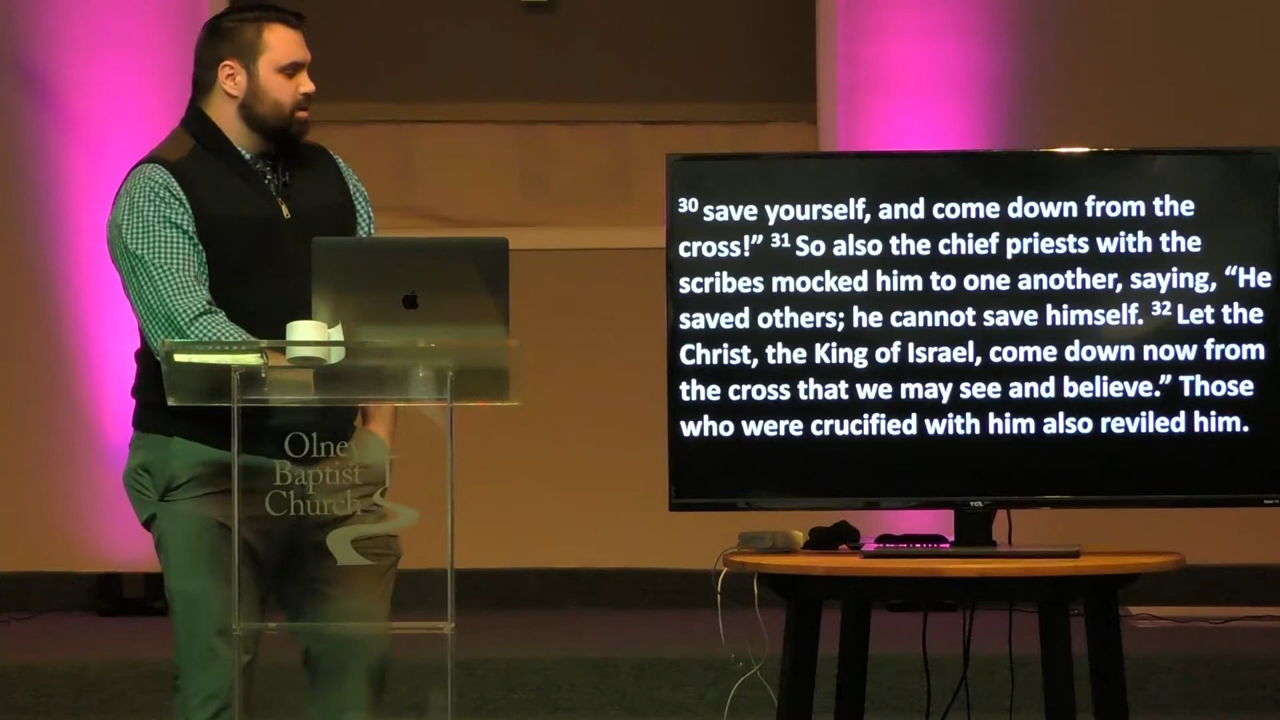 Olney
Baptist
Church
30 save yourself, and come down from the
cross!” 31 So also the chief priests with the
scribes mocked him to one another, saying, “He
saved others; he cannot save himself. 32 Let the
Christ, the King of Israel, come down now from
the cross that we may see and believe.” Those
who were crucified with him also reviled him.
TCL